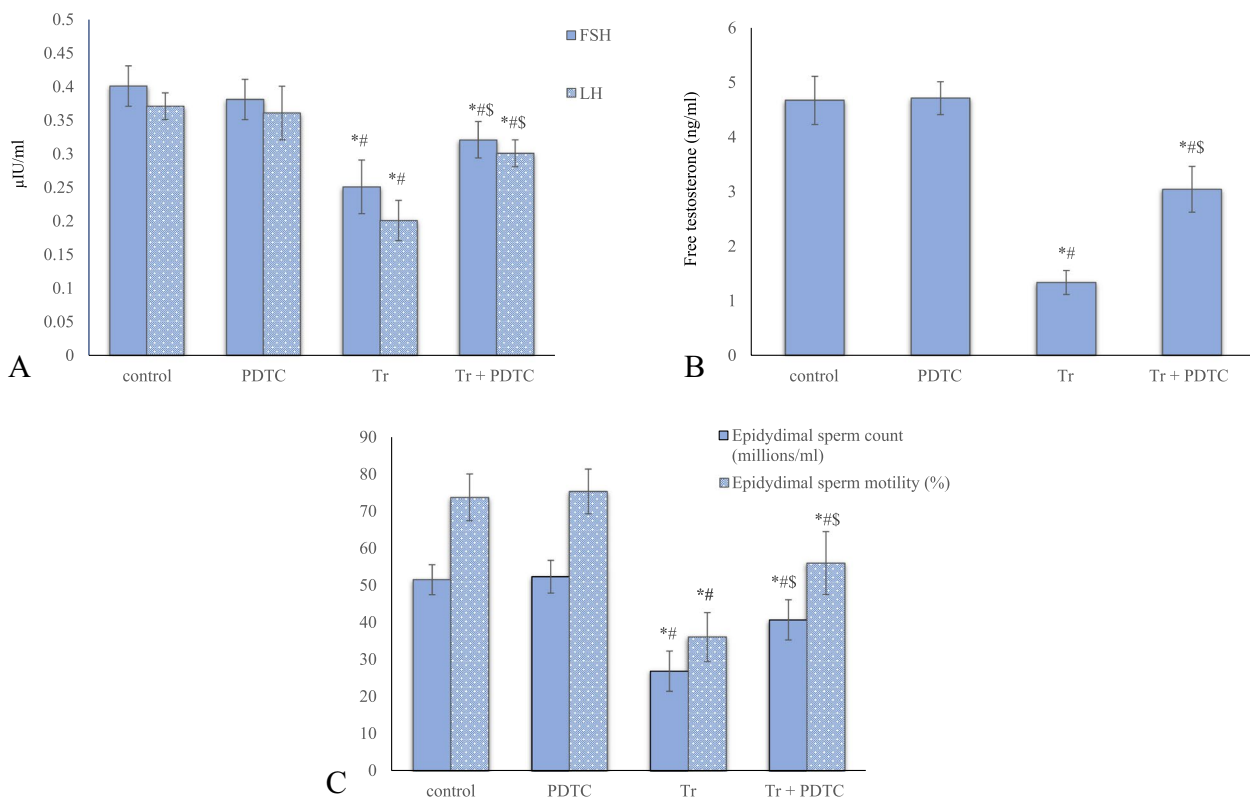 0.5
0.45
0.4
0.35
0.3
0.25
0.2
0.15
0.1
0.05
0
µIU/ml
FSH
LH
*#
*#
*#$
*#$
control PDTC Tr Tr + PDTC
A
6
5
4
3
2
1
0
Free testosterone (ng/ml)
*#
*#$
control PDTC Tr Tr + PDTC
B
90
80
70
60
50
40
30
20
10
0
Epidydimal sperm count
(millions/ml)
Epidydimal sperm motility (%)
*#
*#
*#$
*#$
control PDTC Tr Tr + PDTC
C